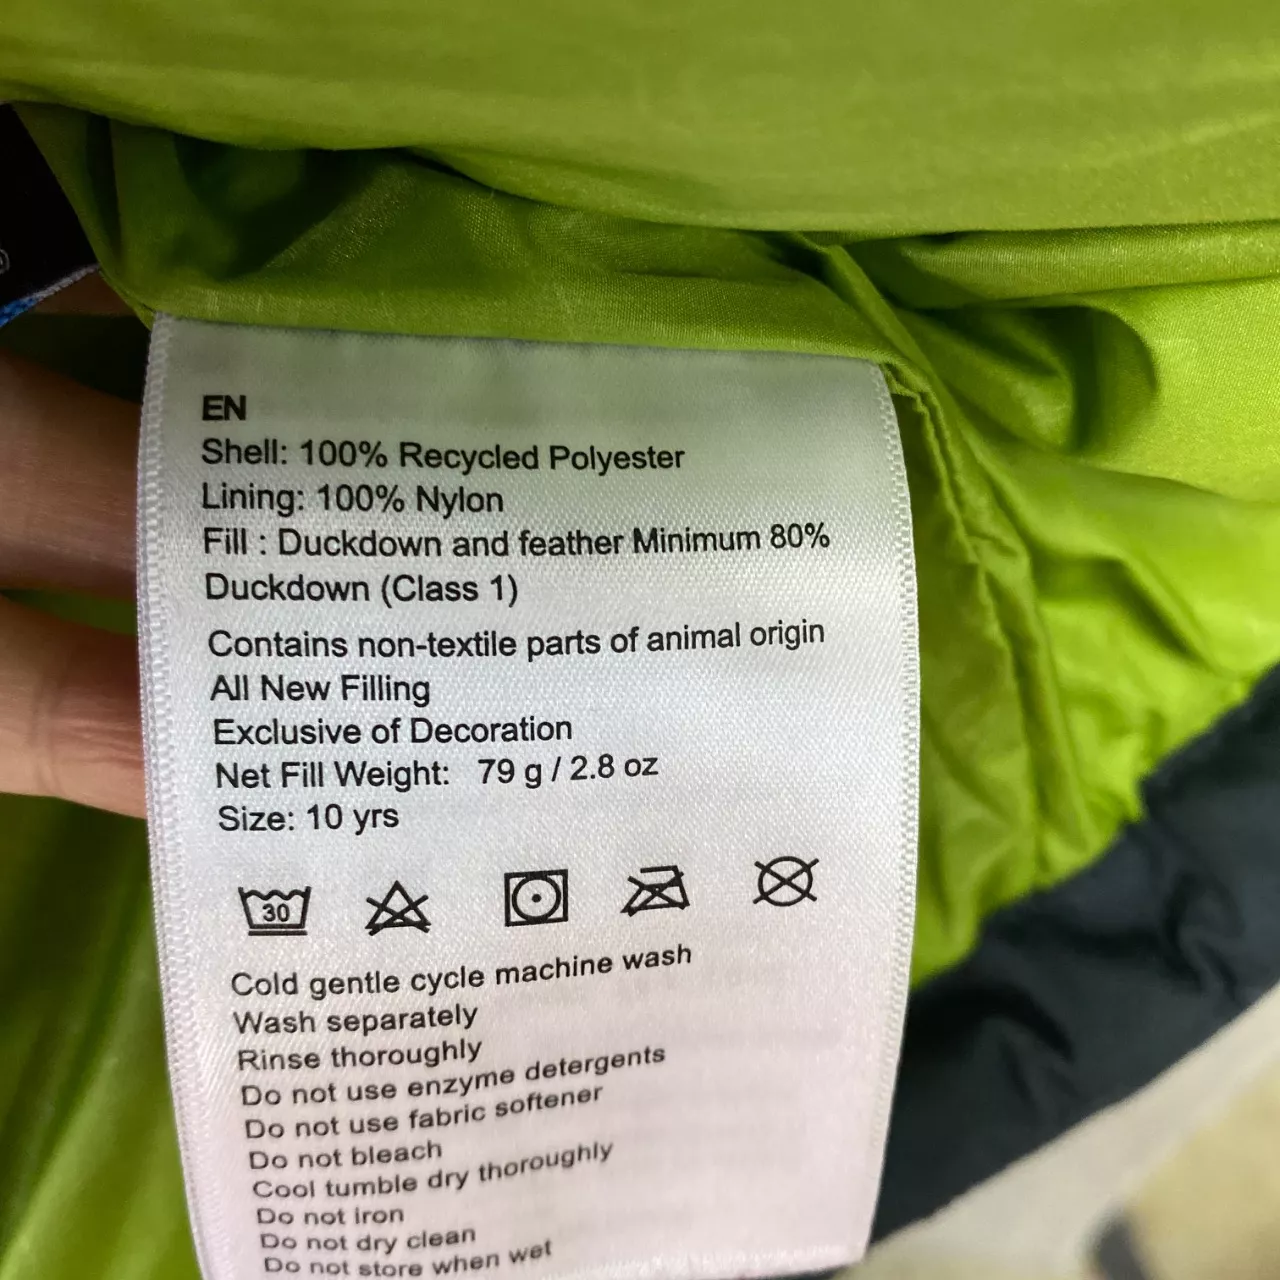 EN
Shell: 100% Recycled Polyester
Lining: 100% Nylon
Fill : Duckdown and feather Minimum 80%
Duckdown (Class 1)
Contains non-textile parts of animal origin
All New Filling
Exclusive of Decoration
Net Fill Weight: 79 g / 2.8 oz
Size: 10 yrs
30
Cold gentle cycle machine wash
Wash separately
Rinse thoroughly
Do not use enzyme detergents
Do not use fabric softener
Do not bleach
Cool tumble dry thoroughly
Do not iron
Do not dry clean
Do not store when wet